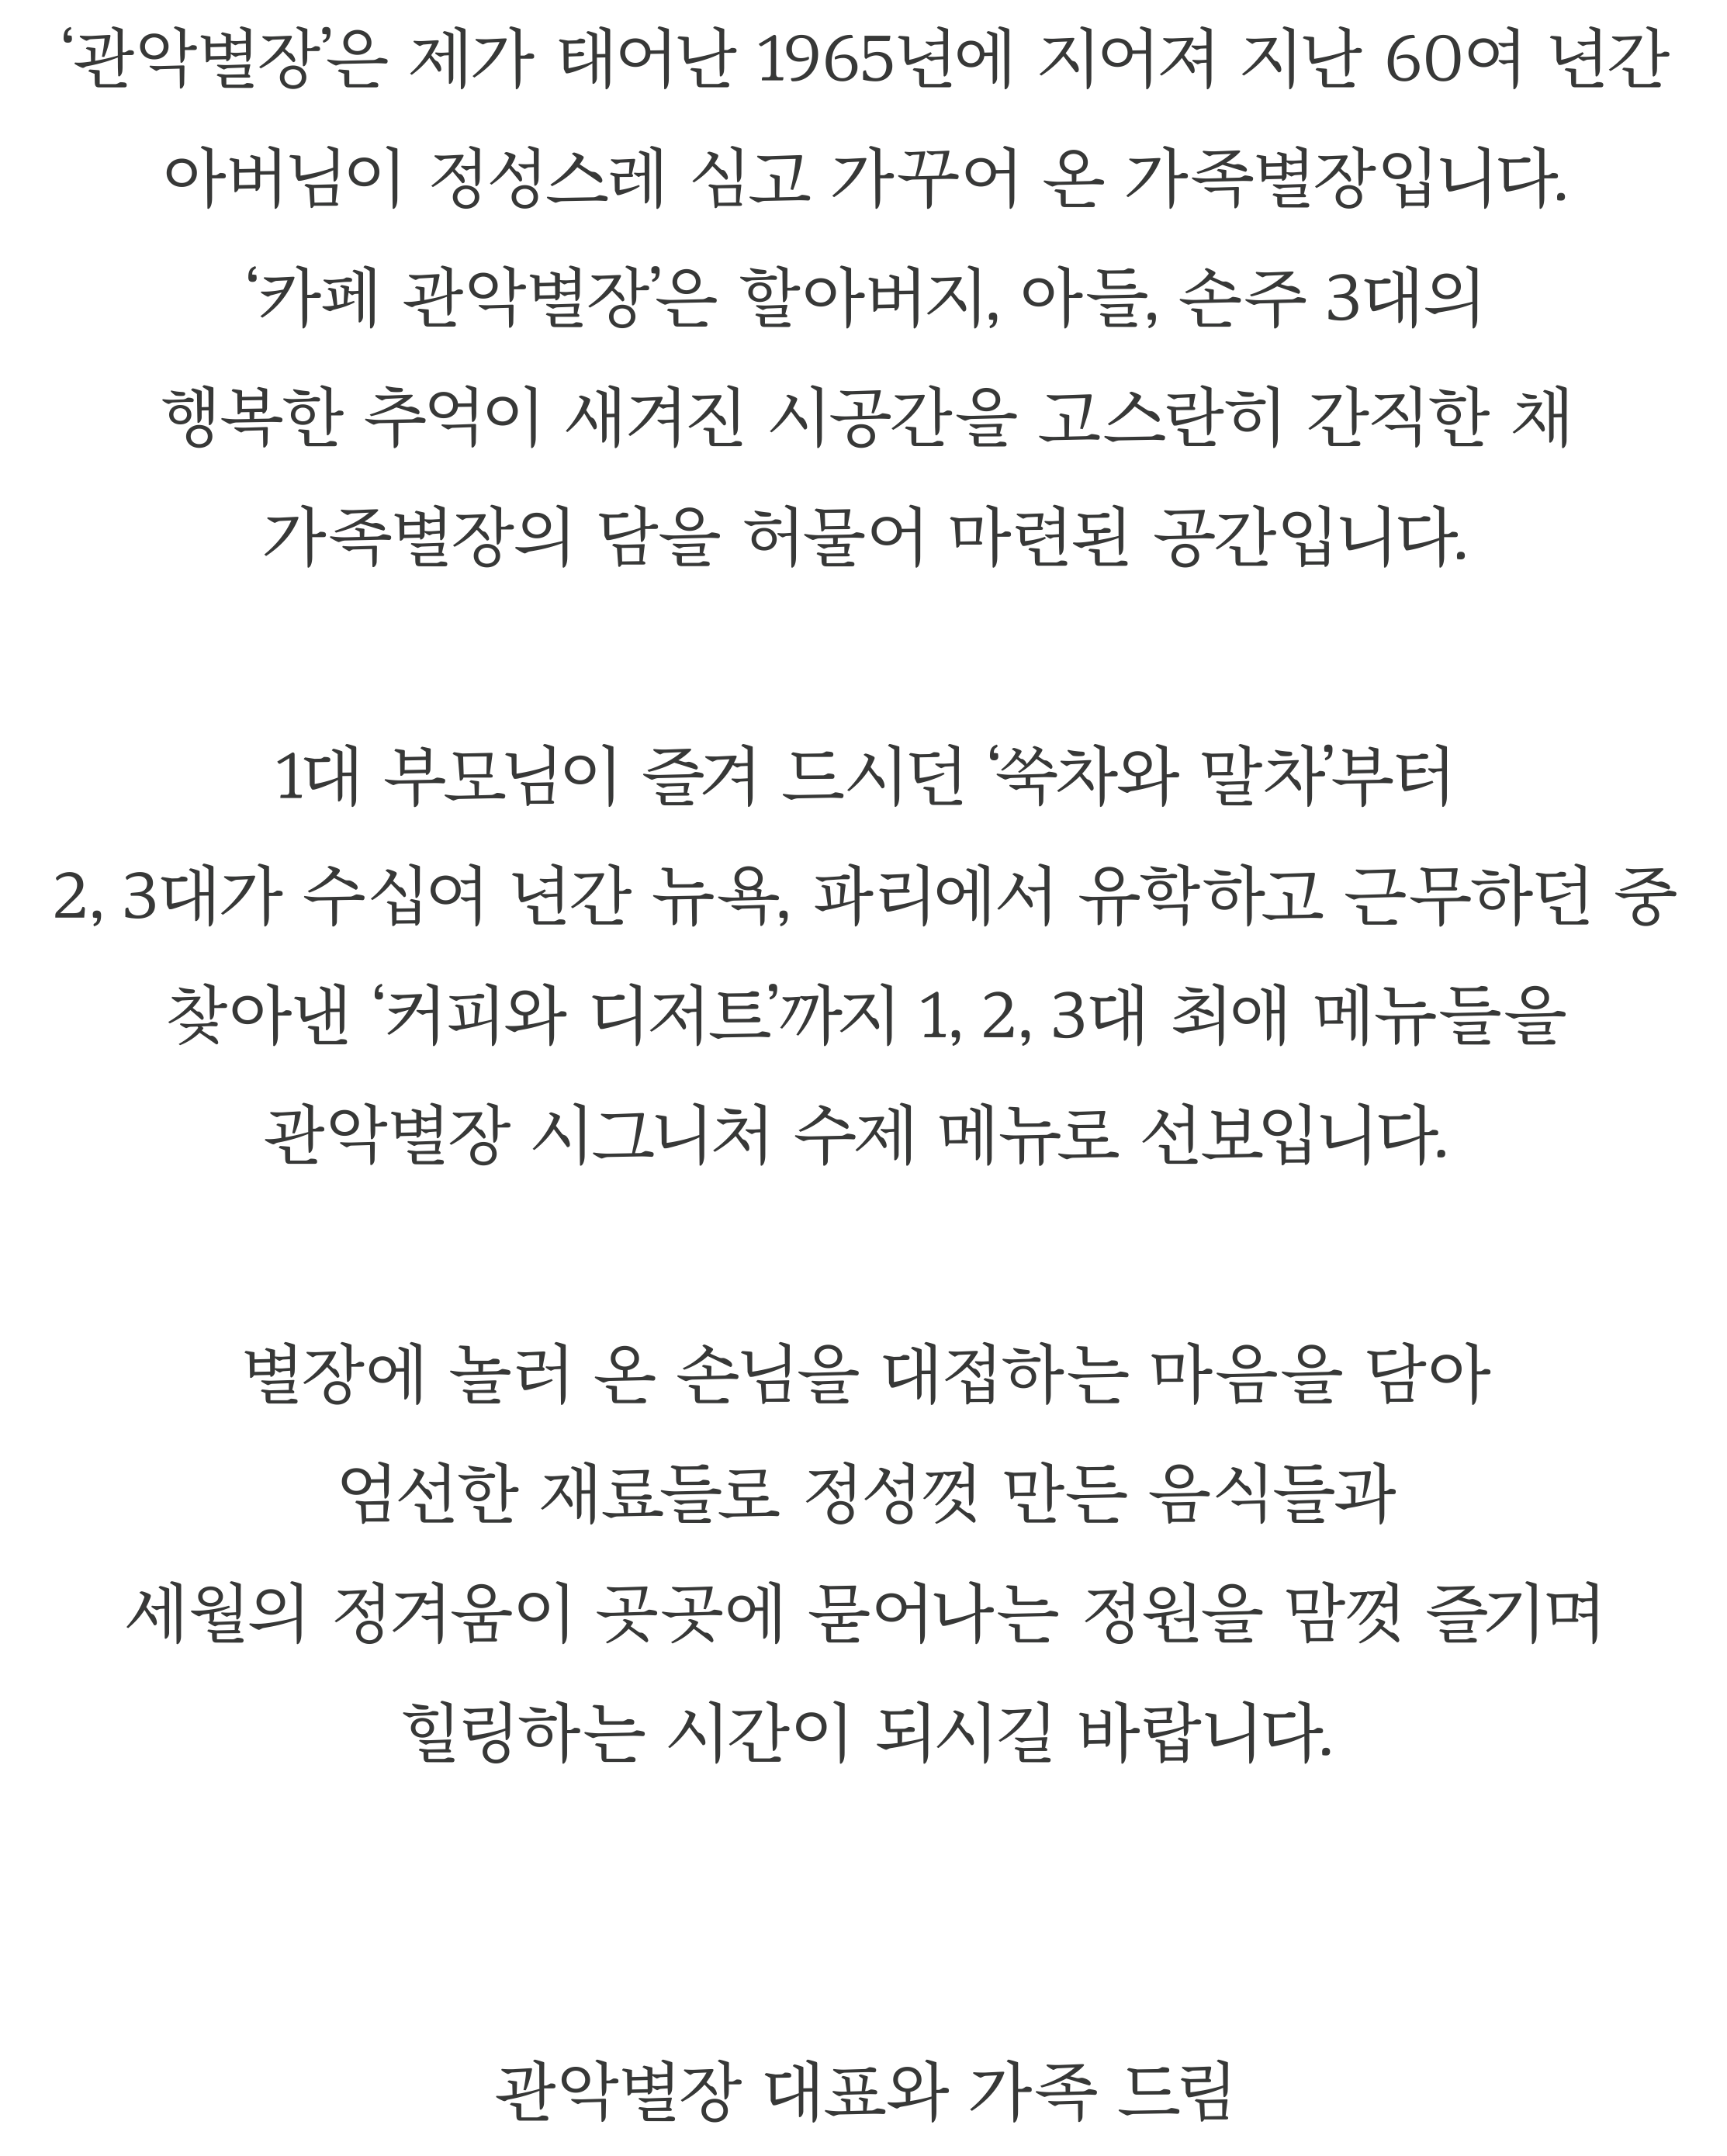 ‘관악별장’은 제가 태어난 1965년에 지어져 지난 60여 년간
아버님이 정성스레 심고 가꾸어 온 가족별장입니다.
‘카페 관악별장’은 할아버지, 아들, 손주 3대의
행복한 추억이 새겨진 시공간을 고스란히 간직한 채
가족별장의 담을 허물어 마련된 공간입니다.
1대 부모님이 즐겨 드시던 ‘쑥차와 말차’부터
2, 3대가 수십여 년간 뉴욕, 파리에서 유학하고 근무하던 중
찾아낸 ‘커피와 디저트’까지 1, 2, 3대 최애 메뉴들을
관악별장 시그니처 수제 메뉴로 선보입니다.
별장에 놀러 온 손님을 대접하는 마음을 담아
엄선한 재료들로 정성껏 만든 음식들과
세월의 정겨움이 곳곳에 묻어나는 정원을 맘껏 즐기며
힐링하는 시간이 되시길 바랍니다.
관악별장 대표와 가족 드림